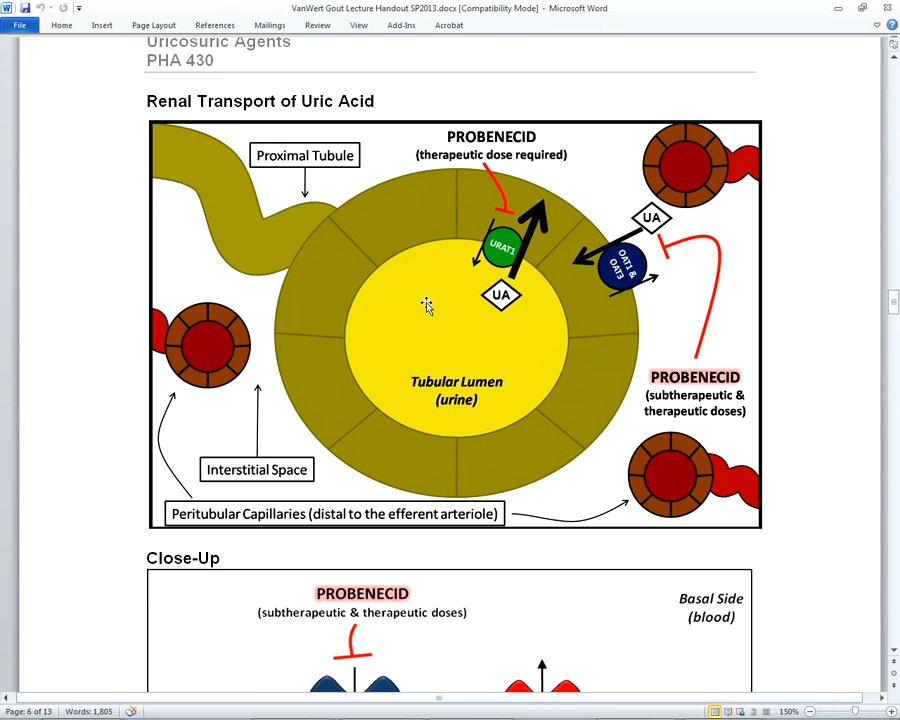 VanWert Gout Lecture Handout SP2013.docx [Compatibility Mode] - Microsoft Word
File Home Insert Page Layout References Mailings Review View Add-Ins Acrobat
Uricosuric Agents
PHA 430
Renal Transport of Uric Acid
PROBENECID
(therapeutic dose required)
Proximal Tubule
UA
URAT1
OAT1 &
OAT3
UA
PROBENECID
(subtherapeutic &
therapeutic doses)
Tubular Lumen
(urine)
Interstitial Space
Peritubular Capillaries (distal to the efferent arteriole)
Close-Up
PROBENECID
(subtherapeutic & therapeutic doses)
Basal Side
(blood)
Page: 6 of 13 Words: 1,805 150%